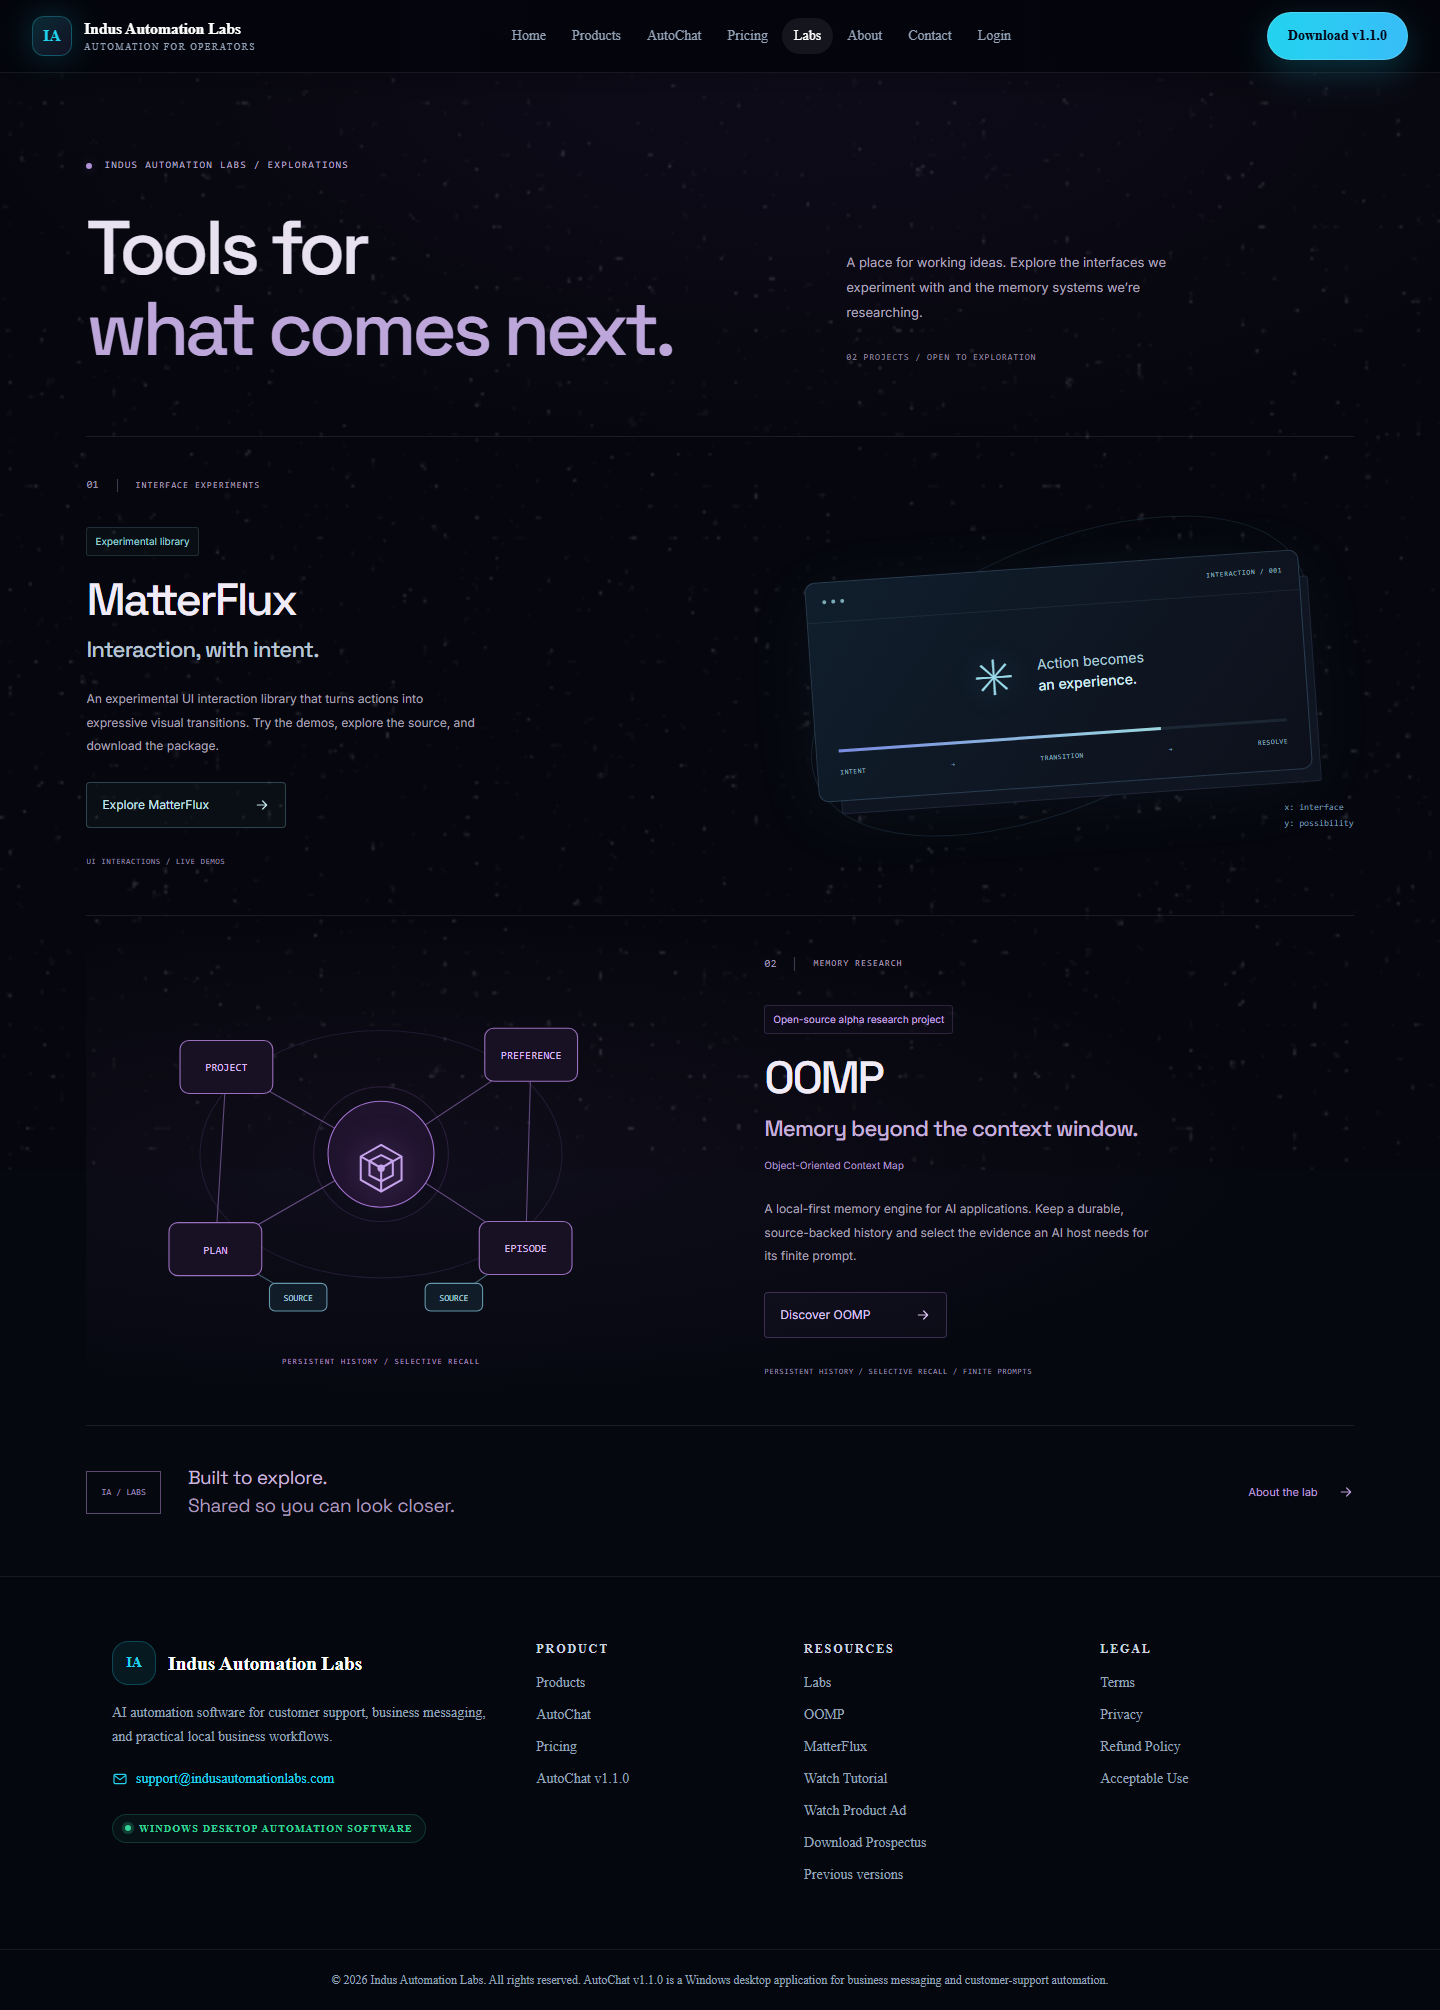 IA
Indus Automation Labs
AUTOMATION FOR OPERATORS
Home
Products
AutoChat
Pricing
Labs
About
Contact
Login
Download v1.1.0
INDUS AUTOMATION LABS / EXPLORATIONS
Tools for
what comes next.
A place for working ideas. Explore the interfaces we
experiment with and the memory systems we're
researching.
02 PROJECTS / OPEN TO EXPLORATION
01
INTERFACE EXPERIMENTS
Experimental library
MatterFlux
Interaction, with intent.
An experimental UI interaction library that turns actions into
expressive visual transitions. Try the demos, explore the source, and
download the package.
Explore MatterFlux →
UI INTERACTIONS / LIVE DEMOS
INTERACTION / 001
Action becomes
an experience.
INTENT → TRANSITION → RESOLVE
x: interface
y: possibility
PROJECT
PREFERENCE
PLAN
EPISODE
SOURCE
SOURCE
PERSISTENT HISTORY / SELECTIVE RECALL
02
MEMORY RESEARCH
Open-source alpha research project
OOMP
Memory beyond the context window.
Object-Oriented Context Map
A local-first memory engine for AI applications. Keep a durable,
source-backed history and select the evidence an AI host needs for
its finite prompt.
Discover OOMP →
PERSISTENT HISTORY / SELECTIVE RECALL / FINITE PROMPTS
IA / LABS
Built to explore.
Shared so you can look closer.
About the lab →
IA
Indus Automation Labs
AI automation software for customer support, business messaging,
and practical local business workflows.
support@indusautomationlabs.com
WINDOWS DESKTOP AUTOMATION SOFTWARE
PRODUCT
Products
AutoChat
Pricing
AutoChat v1.1.0
RESOURCES
Labs
OOMP
MatterFlux
Watch Tutorial
Watch Product Ad
Download Prospectus
Previous versions
LEGAL
Terms
Privacy
Refund Policy
Acceptable Use
© 2026 Indus Automation Labs. All rights reserved. AutoChat v1.1.0 is a Windows desktop application for business messaging and customer-support automation.